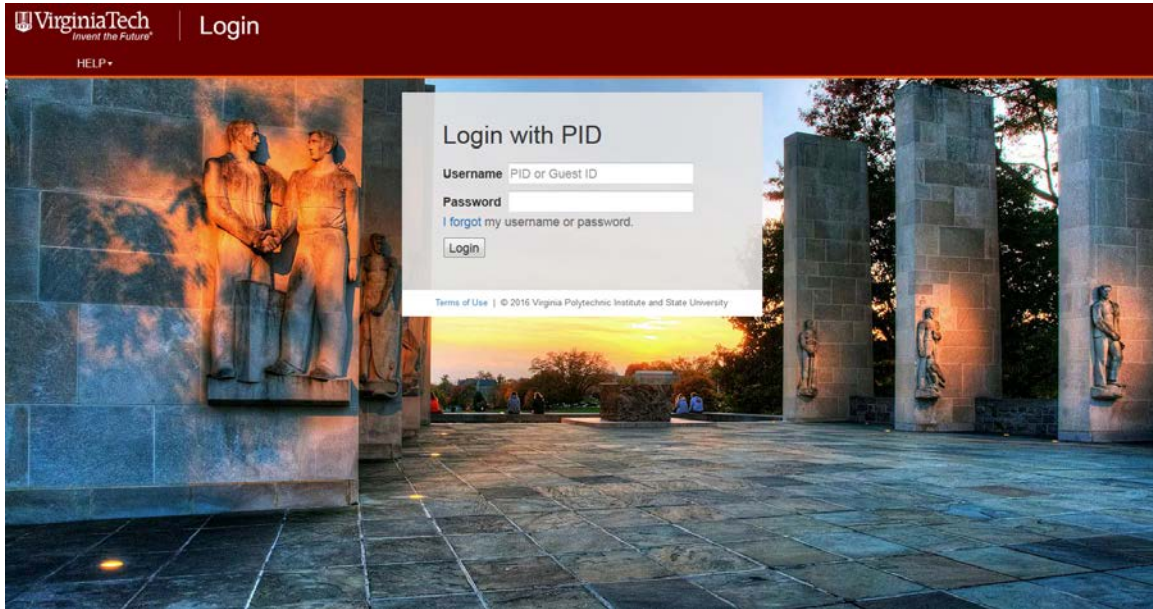 VirginiaTech
Invent the Future®
Login
HELP
Login with PID
Username PID or Guest ID
Password
I forgot my username or password.
Login
Terms of Use | © 2016 Virginia Polytechnic Institute and State University